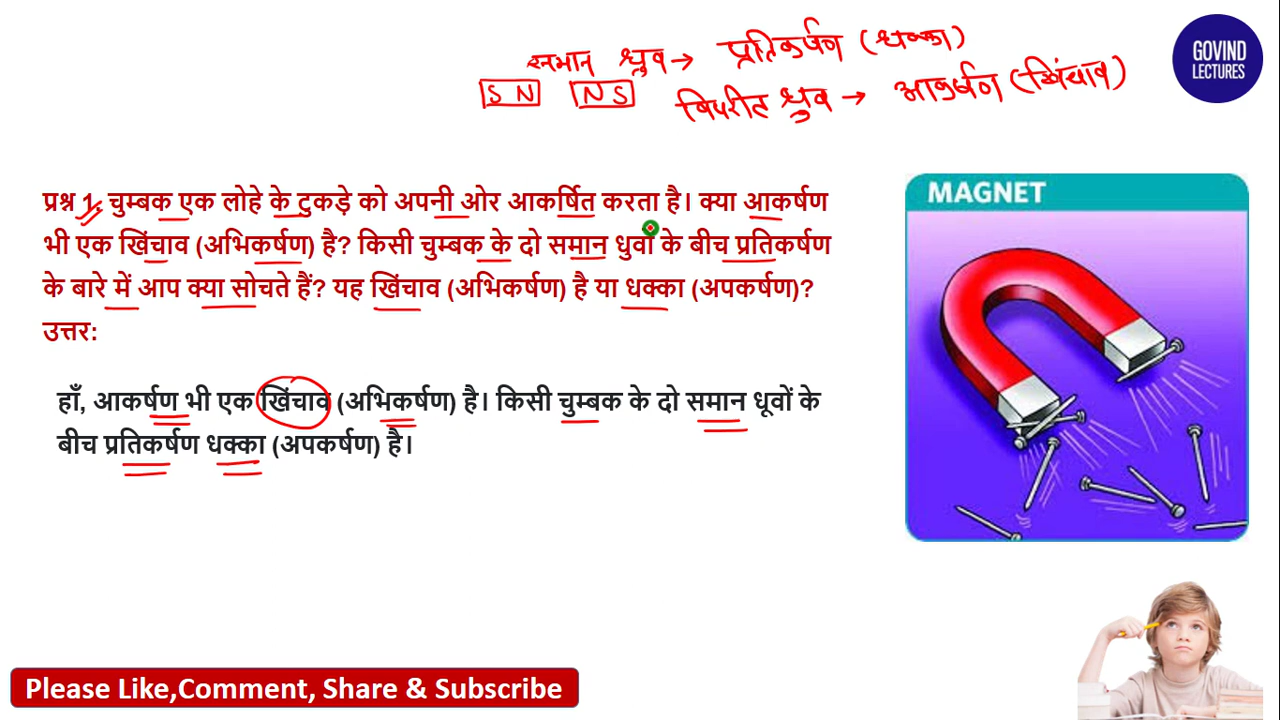 समान ध्रुव → प्रतिकर्षण (धक्का)
S N   N S
विपरीत ध्रुव → आकर्षण (खिंचाव)
GOVIND
LECTURES
प्रश्न 1. चुम्बक एक लोहे के टुकड़े को अपनी ओर आकर्षित करता है। क्या आकर्षण
भी एक खिंचाव (अभिकर्षण) है? किसी चुम्बक के दो समान धुवों के बीच प्रतिकर्षण
के बारे में आप क्या सोचते हैं? यह खिंचाव (अभिकर्षण) है या धक्का (अपकर्षण)?
उत्तर:
हाँ, आकर्षण भी एक खिंचाव (अभिकर्षण) है। किसी चुम्बक के दो समान धूवों के
बीच प्रतिकर्षण धक्का (अपकर्षण) है।
MAGNET
Please Like,Comment, Share & Subscribe